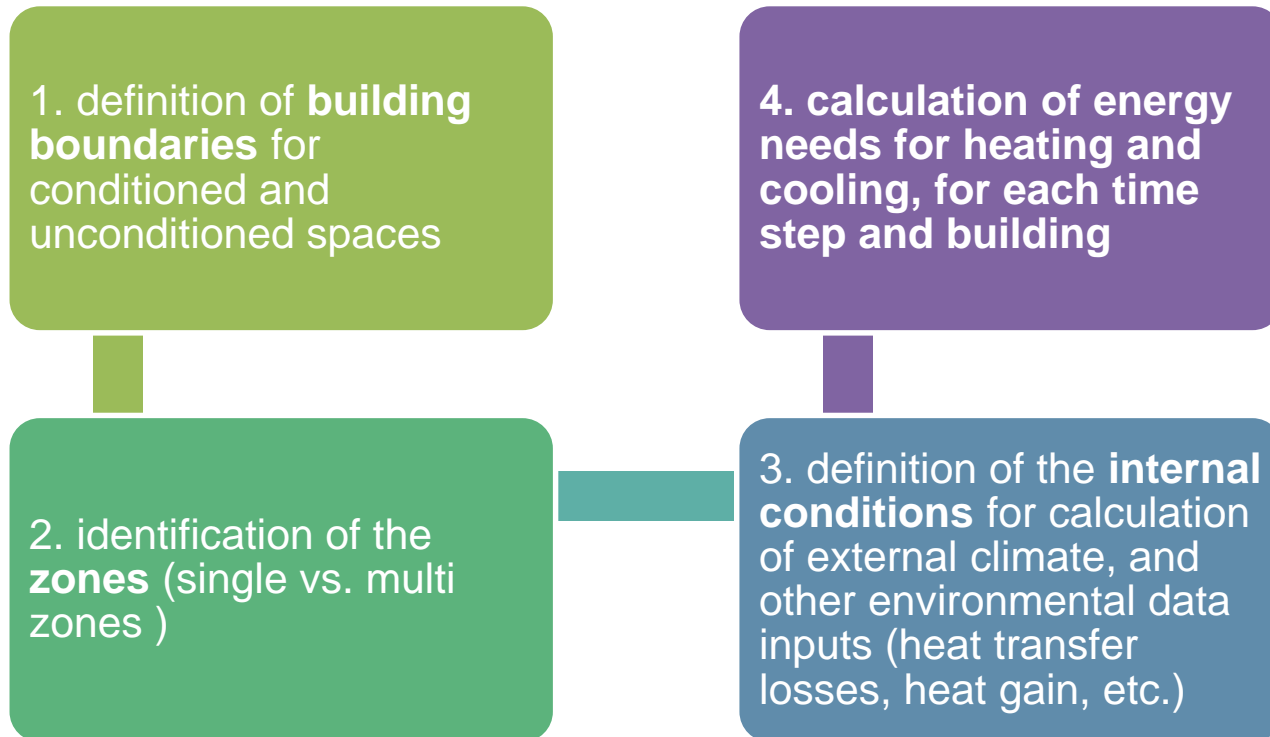 1. definition of building
boundaries for
conditioned and
unconditioned spaces
2. identification of the
zones (single vs. multi
zones )
3. definition of the internal
conditions for calculation
of external climate, and
other environmental data
inputs (heat transfer
losses, heat gain, etc.)
4. calculation of energy
needs for heating and
cooling, for each time
step and building